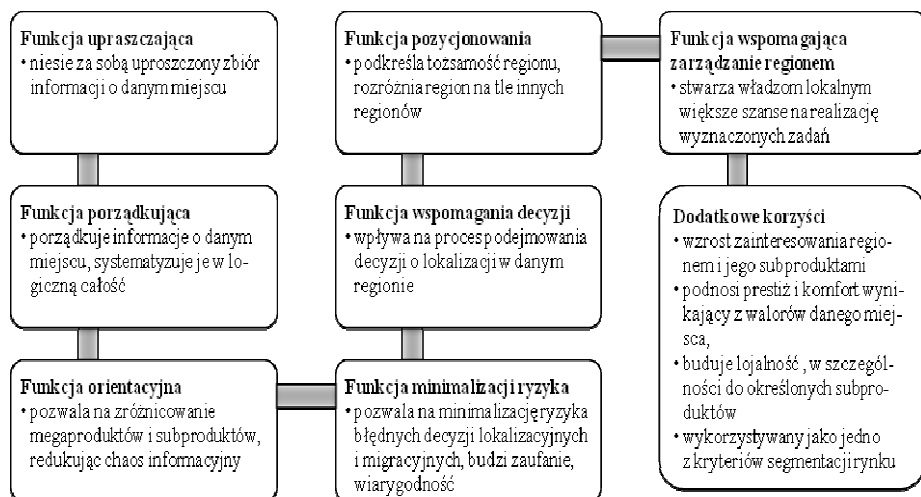 Funkcja upraszczająca
• niesie za sobą uproszczony zbiór
informacji o danym miejscu
Funkcja porządkująca
• porządkuje informacje o danym
miejscu, systematyzuje je w lo-
giczną całość
Funkcja orientacyjna
• pozwala na zróżnicowanie
megaproduktów i subproduktów,
redukując chaos informacyjny
Funkcja minimalizacji ryzyka
• pozwala na minimalizację ryzyka
błędnych decyzji lokalizacyjnych
i migracyjnych, budzi zaufanie,
wiarygodność
Funkcja wspomagania decyzji
• wpływa na proces podejmowania
decyzji o lokalizacji w danym
regionie
Funkcja pozycjonowania
• podkreśla tożsamość regionu,
rozróżnia region na tle innych
regionów
Funkcja wspomagająca
zarządzanie regionem
• stwarza władzom lokalnym
większe szanse na realizację
wyznaczonych zadań
Dodatkowe korzyści
• wzrost zainteresowania regio-
nem i jego subproduktami
• podnosi prestiż i komfort wyni-
kający z walorów danego miej-
sca,
• buduje lojalność , w szczegól-
ności do określonych subpro-
duktów
• wykorzystywany jako jedno
z kryteriów segmentacji rynku